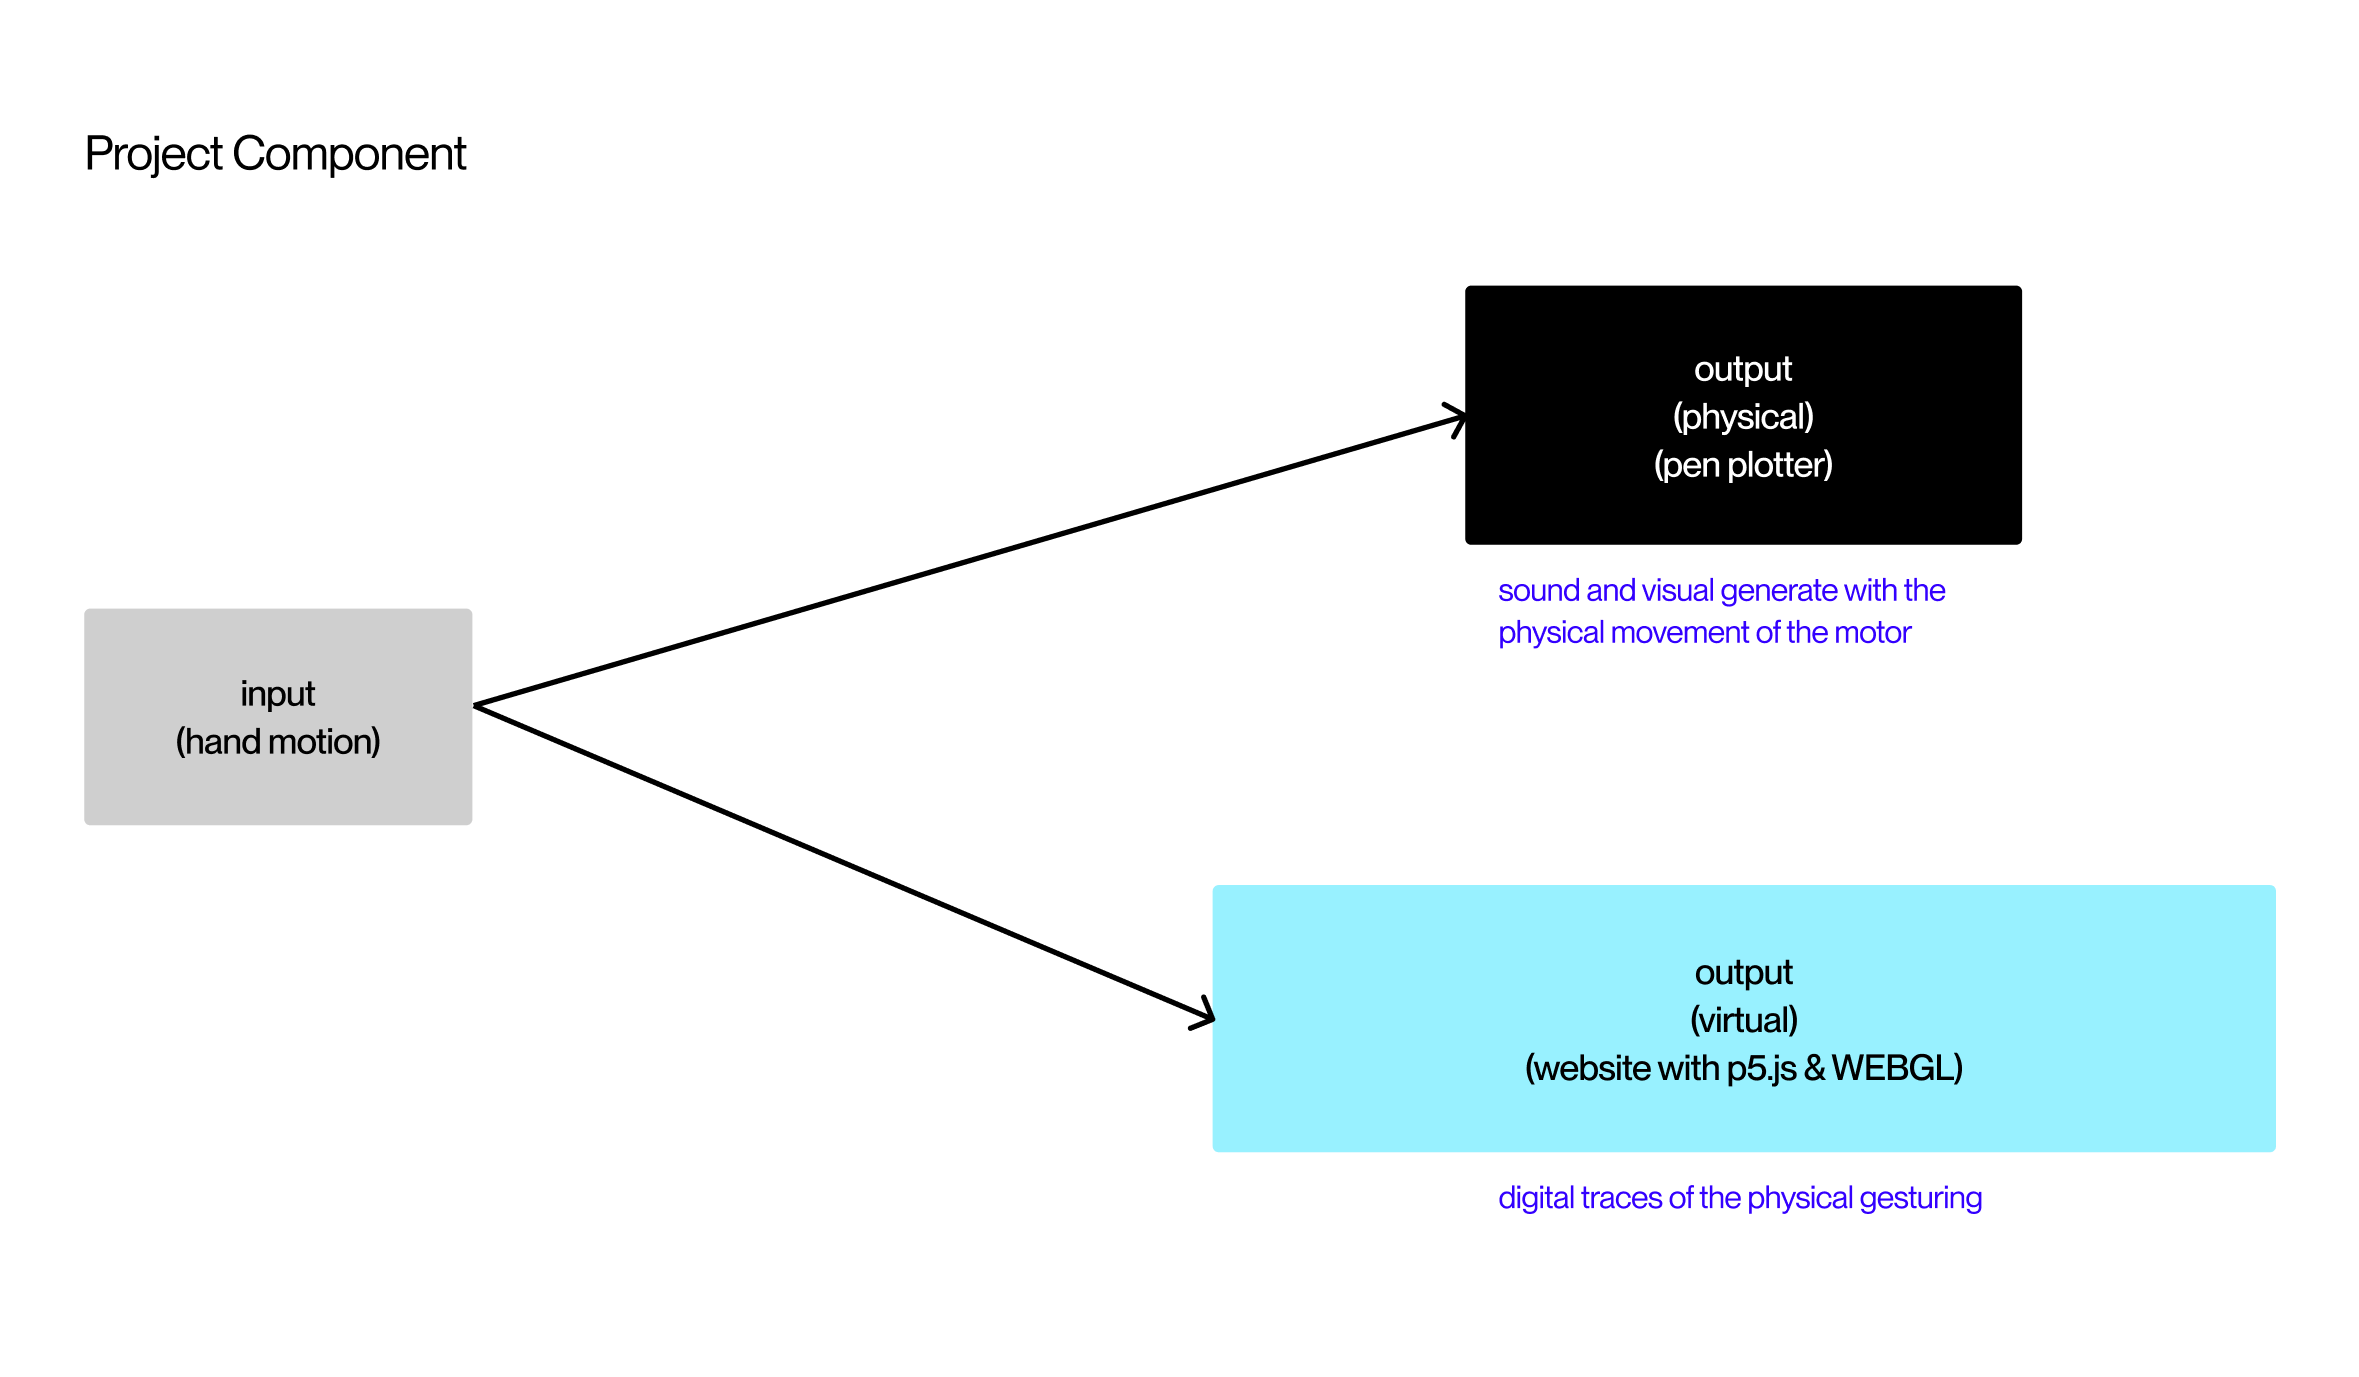 Project Component
input
(hand motion)
output
(physical)
(pen plotter)
sound and visual generate with the
physical movement of the motor
output
(virtual)
(website with p5.js & WEBGL)
digital traces of the physical gesturing